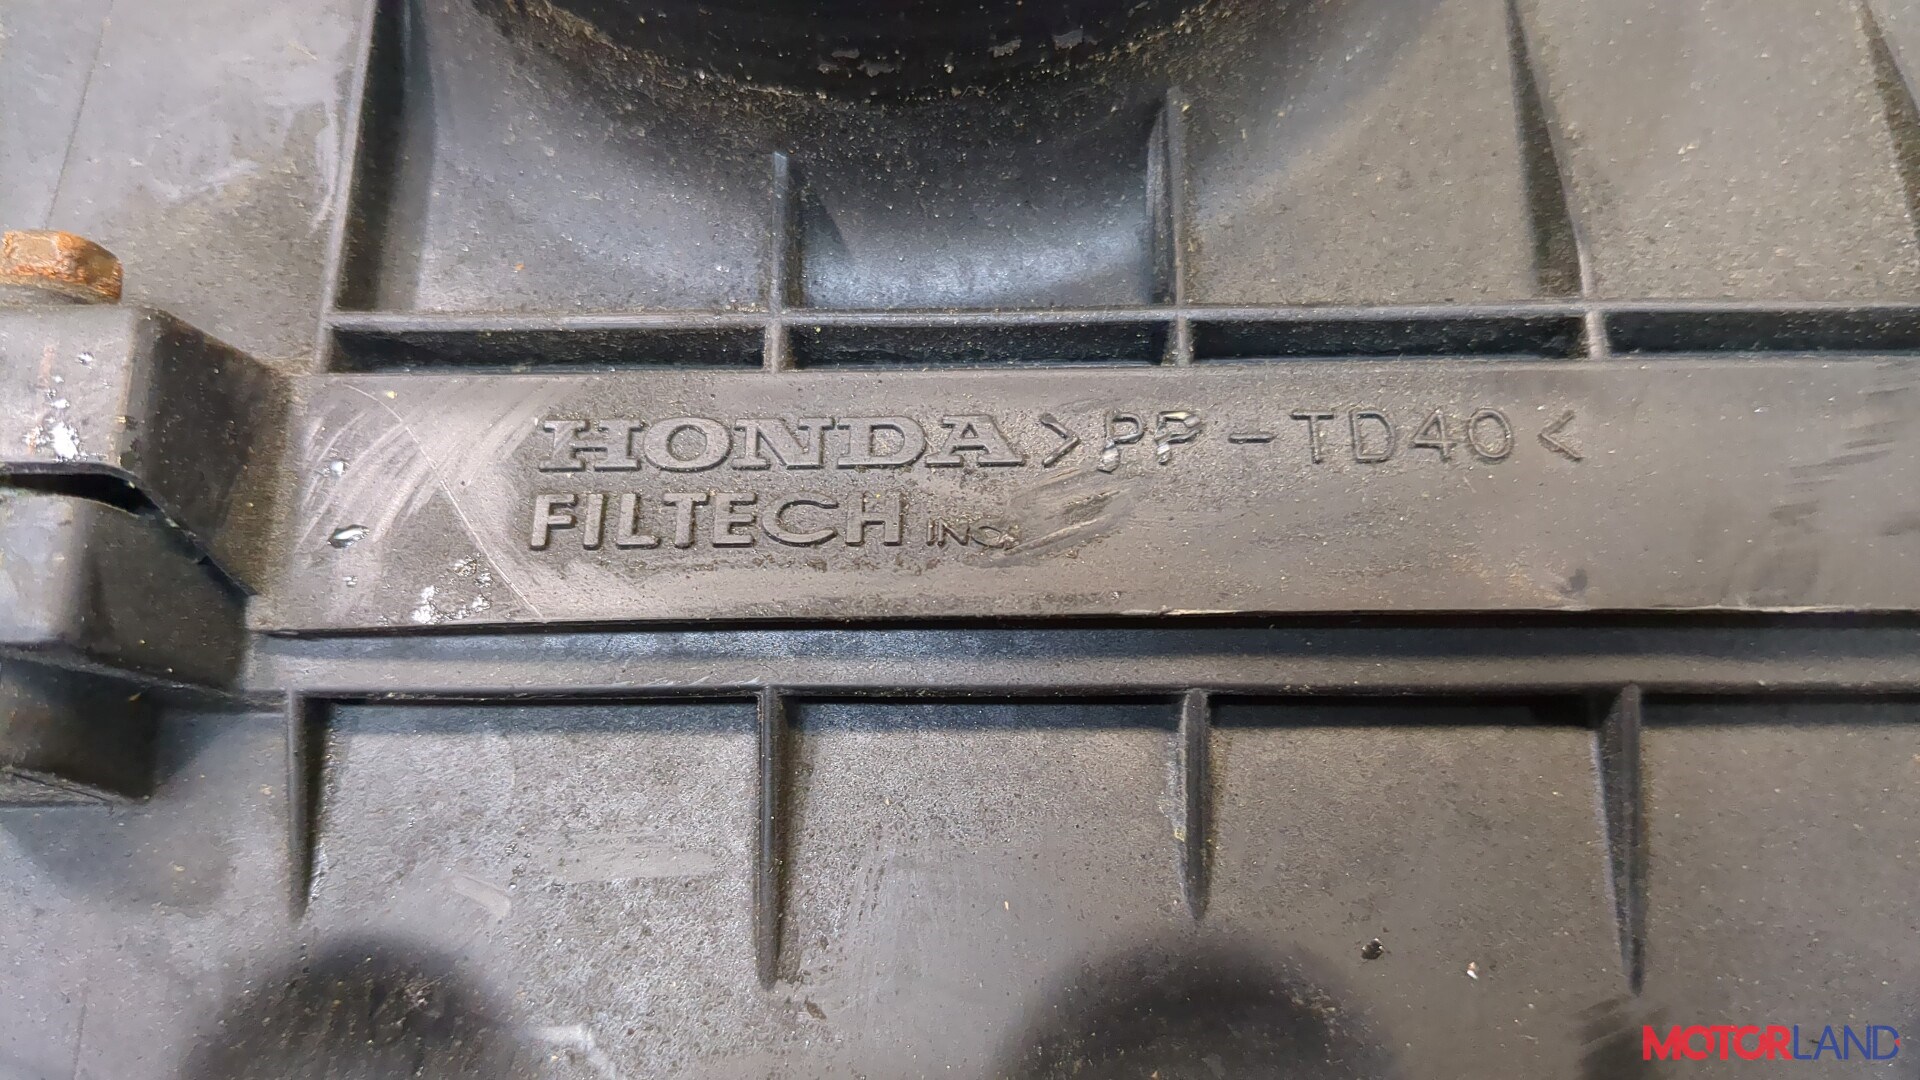 HONDA >PP-TD40<
FILTECH INC.
MOTORLAND